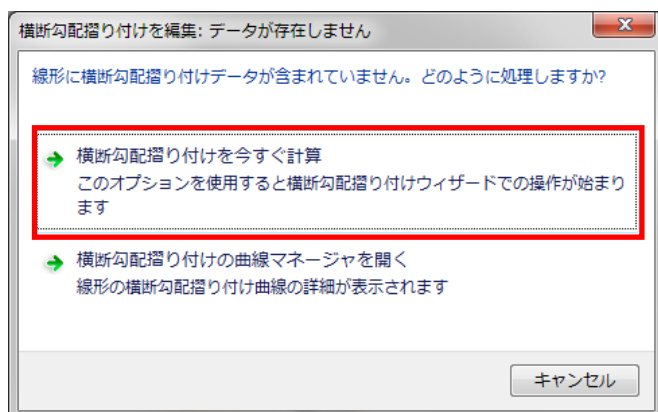 横断勾配摺り付けを編集: データが存在しません
線形に横断勾配摺り付けデータが含まれていません。どのように処理しますか?
横断勾配摺り付けを今すぐ計算
このオプションを使用すると横断勾配摺り付けウィザードでの操作が始まり
ます
横断勾配摺り付けの曲線マネージャを開く
線形の横断勾配摺り付け曲線の詳細が表示されます
キャンセル